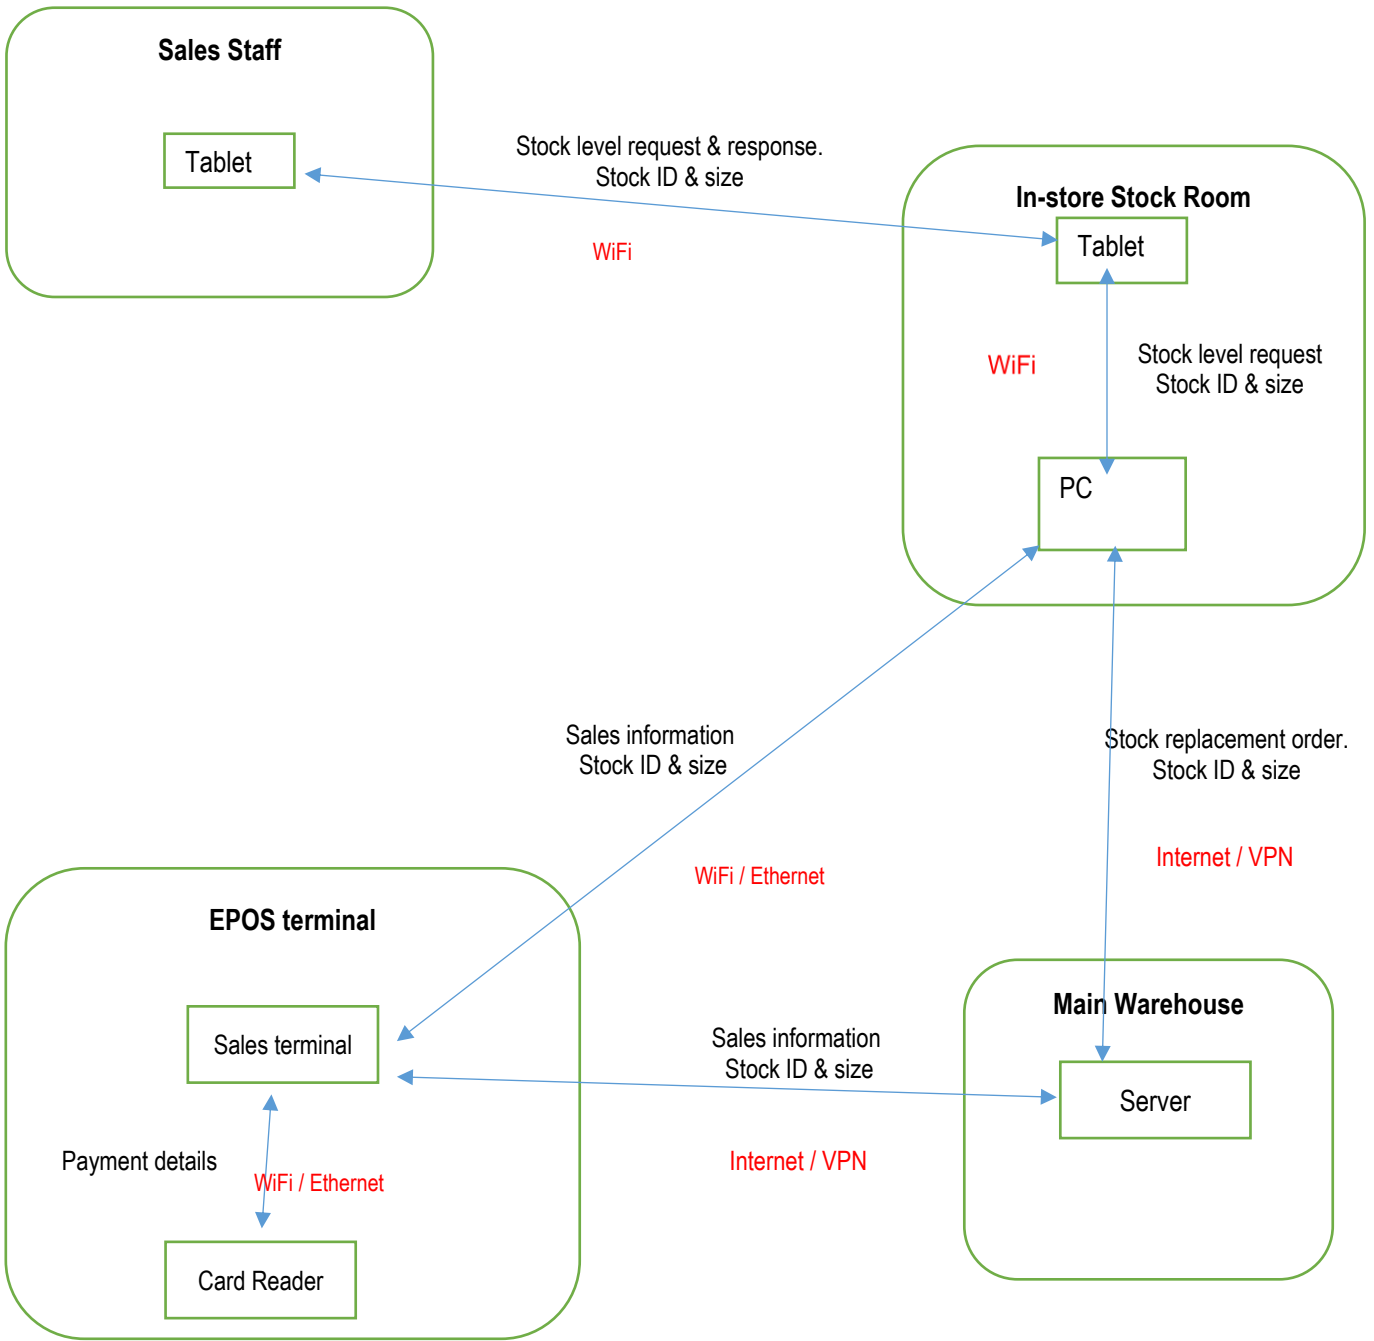 Sales Staff
Tablet
Stock level request & response.
Stock ID & size
WiFi
In-store Stock Room
Tablet
WiFi
Stock level request
Stock ID & size
PC
Sales information
Stock ID & size
WiFi / Ethernet
Stock replacement order.
Stock ID & size
Internet / VPN
EPOS terminal
Sales terminal
Payment details
WiFi / Ethernet
Card Reader
Sales information
Stock ID & size
Internet / VPN
Main Warehouse
Server